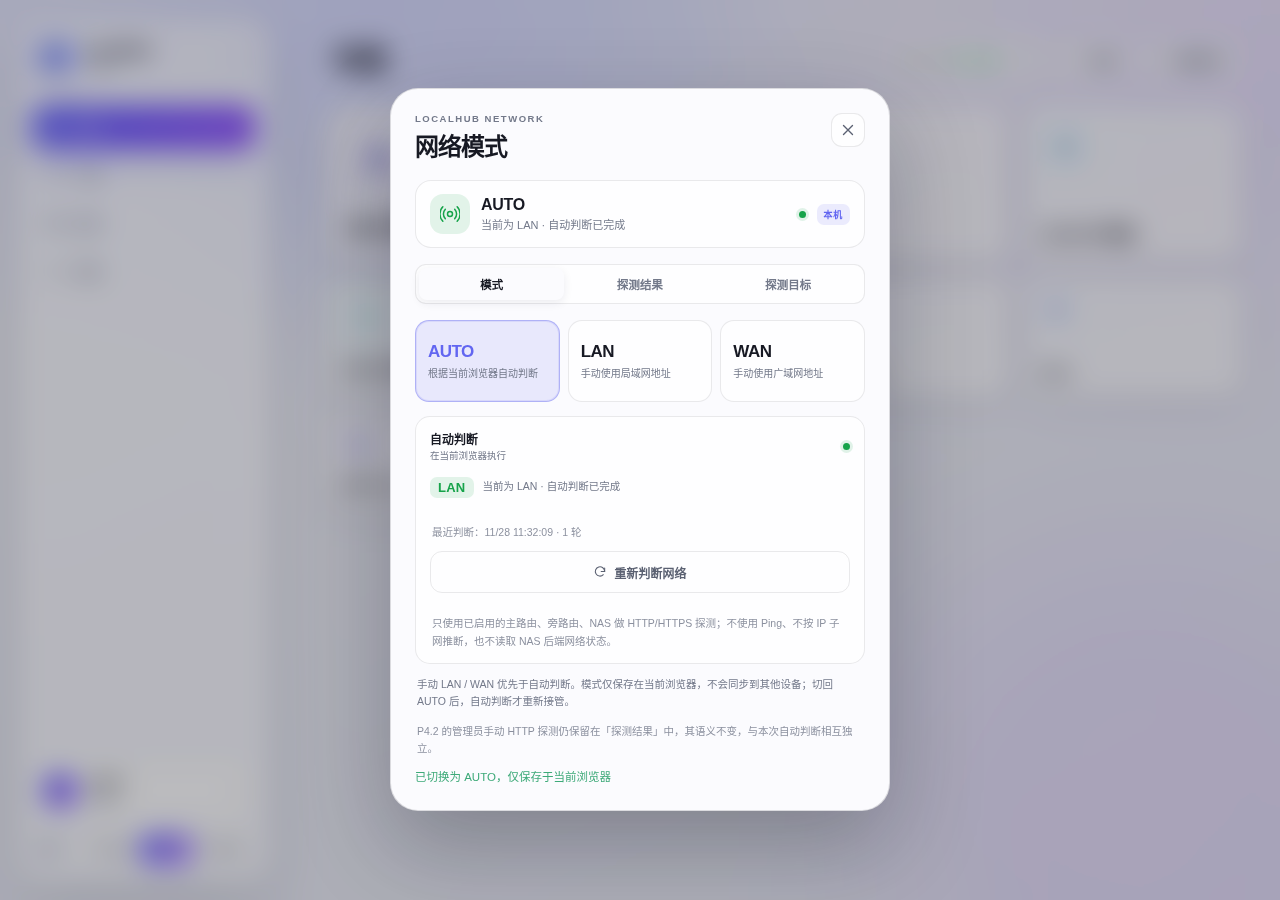 LOCALHUB NETWORK
网络模式
AUTO
当前为 LAN · 自动判断已完成
本机
模式
探测结果
探测目标
AUTO
根据当前浏览器自动判断
LAN
手动使用局域网地址
WAN
手动使用广域网地址
自动判断
在当前浏览器执行
LAN
当前为 LAN · 自动判断已完成
最近判断：11/28 11:32:09 · 1 轮
重新判断网络
只使用已启用的主路由、旁路由、NAS 做 HTTP/HTTPS 探测；不使用 Ping、不按 IP 子
网推断，也不读取 NAS 后端网络状态。
手动 LAN / WAN 优先于自动判断。模式仅保存在当前浏览器，不会同步到其他设备；切回
AUTO 后，自动判断才重新接管。
P4.2 的管理员手动 HTTP 探测仍保留在「探测结果」中，其语义不变，与本次自动判断相互独
立。
已切换为 AUTO，仅保存于当前浏览器